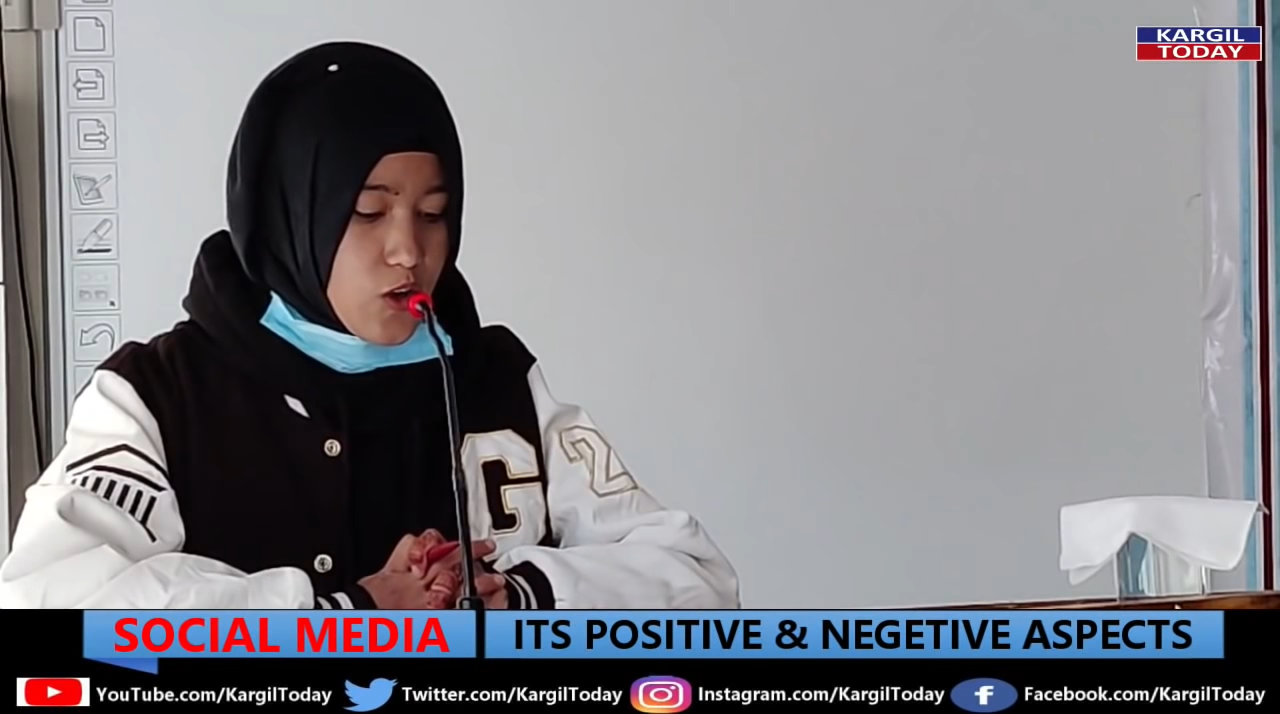 KARGIL
TODAY
G
2
SOCIAL MEDIA
ITS POSITIVE & NEGETIVE ASPECTS
YouTube.com/KargilToday
Twitter.com/KargilToday
Instagram.com/KargilToday
Facebook.com/KargilToday